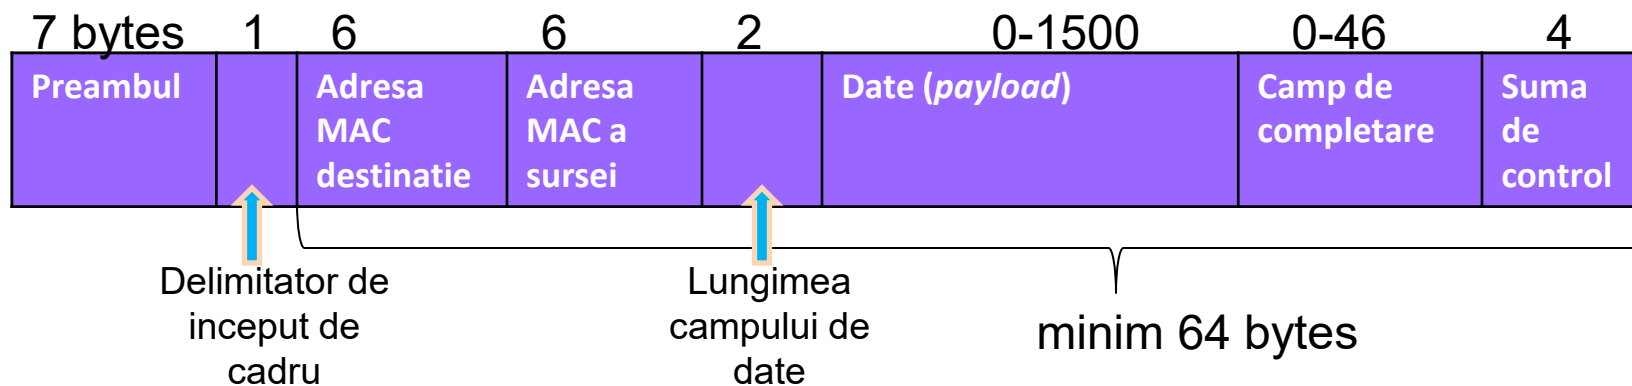 7 bytes 1 6 6 2 0-1500 0-46 4
Preambul
Adresa
MAC
destinatie
Adresa
MAC a
sursei
Date (payload)
Camp de
completare
Suma
de
control
Delimitator de
inceput de
cadru
Lungimea
campului de
date
minim 64 bytes